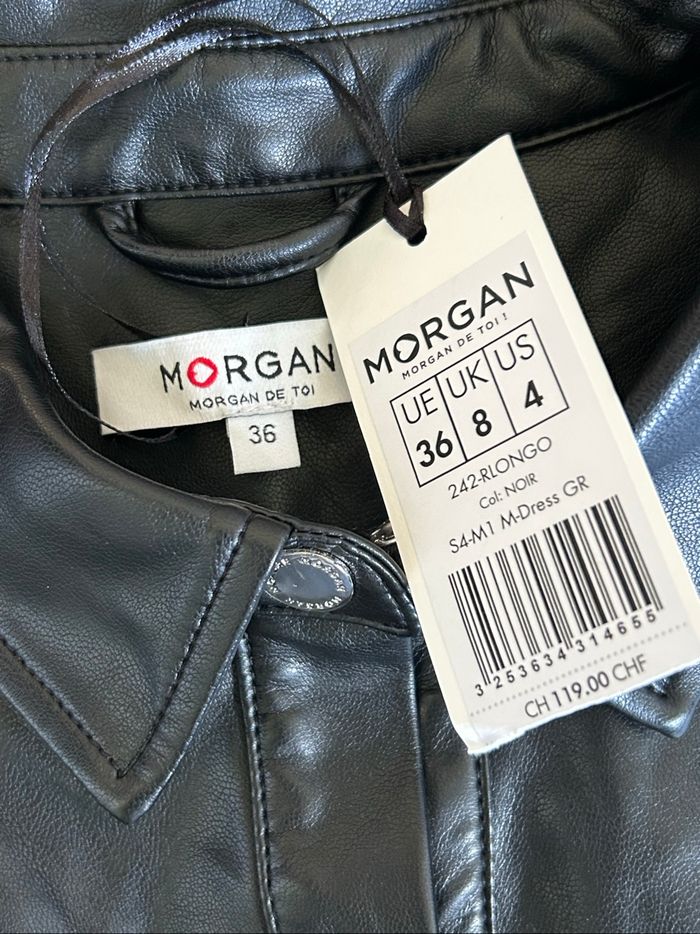 MORGAN
MORGAN DE TOI
36
MORGAN
MORGAN DE TOI !
UE UK US
36 8 4
242-RLONGO
Col: NOIR
S4-M1 M-Dress GR
3 253634 314655
CH 119.00 CHF
MORGAN